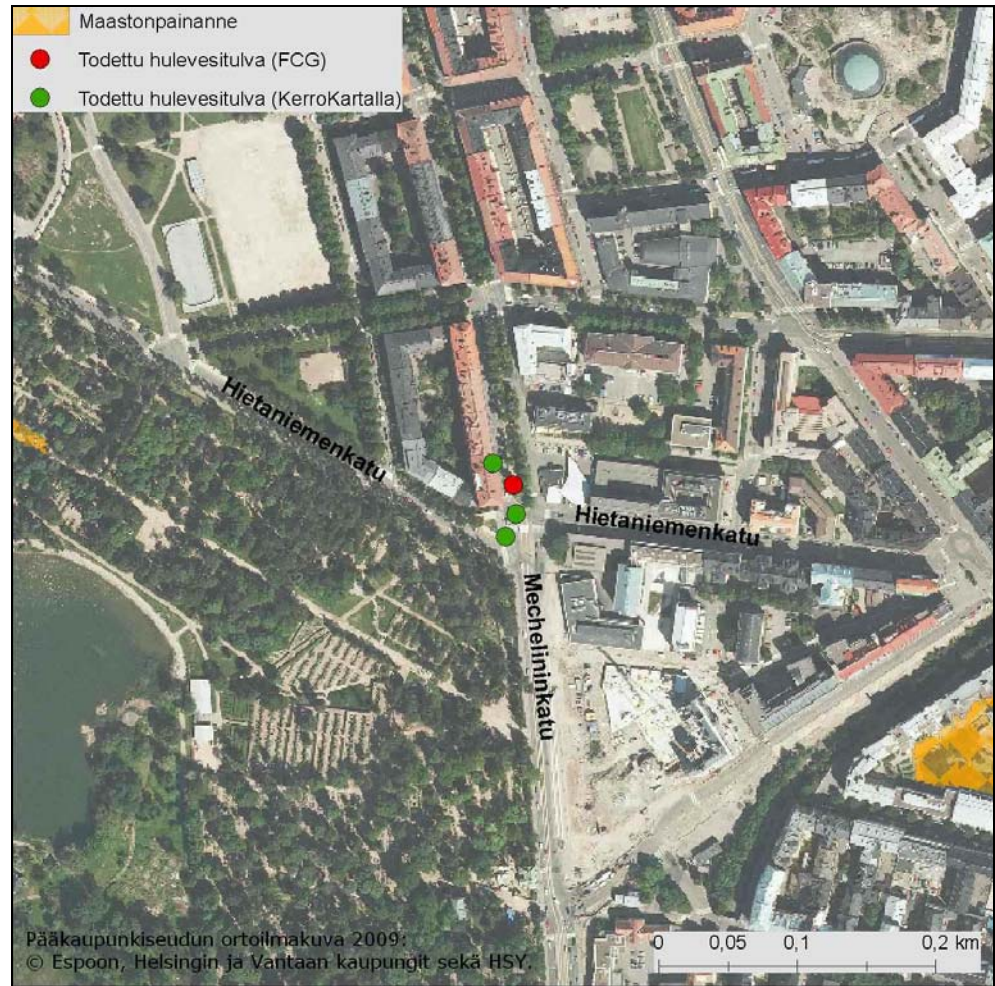 Maastonpainanne
Todettu hulevesitulva (FCG)
Todettu hulevesitulva (KerroKartalla)
Hietaniemenkatu
Hietaniemenkatu
Mechelininkatu
Pääkaupunkiseudun ortoilmakuva 2009:
© Espoon, Helsingin ja Vantaan kaupungit sekä HSY.
0 0,05 0,1 0,2 km